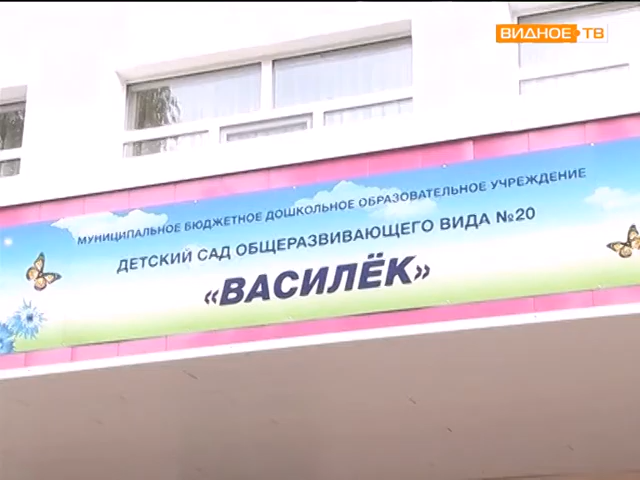 ВИДНОЕ ТВ
МУНИЦИПАЛЬНОЕ БЮДЖЕТНОЕ ДОШКОЛЬНОЕ ОБРАЗОВАТЕЛЬНОЕ УЧРЕЖДЕНИЕ
ДЕТСКИЙ САД ОБЩЕРАЗВИВАЮЩЕГО ВИДА №20
«ВАСИЛЁК»